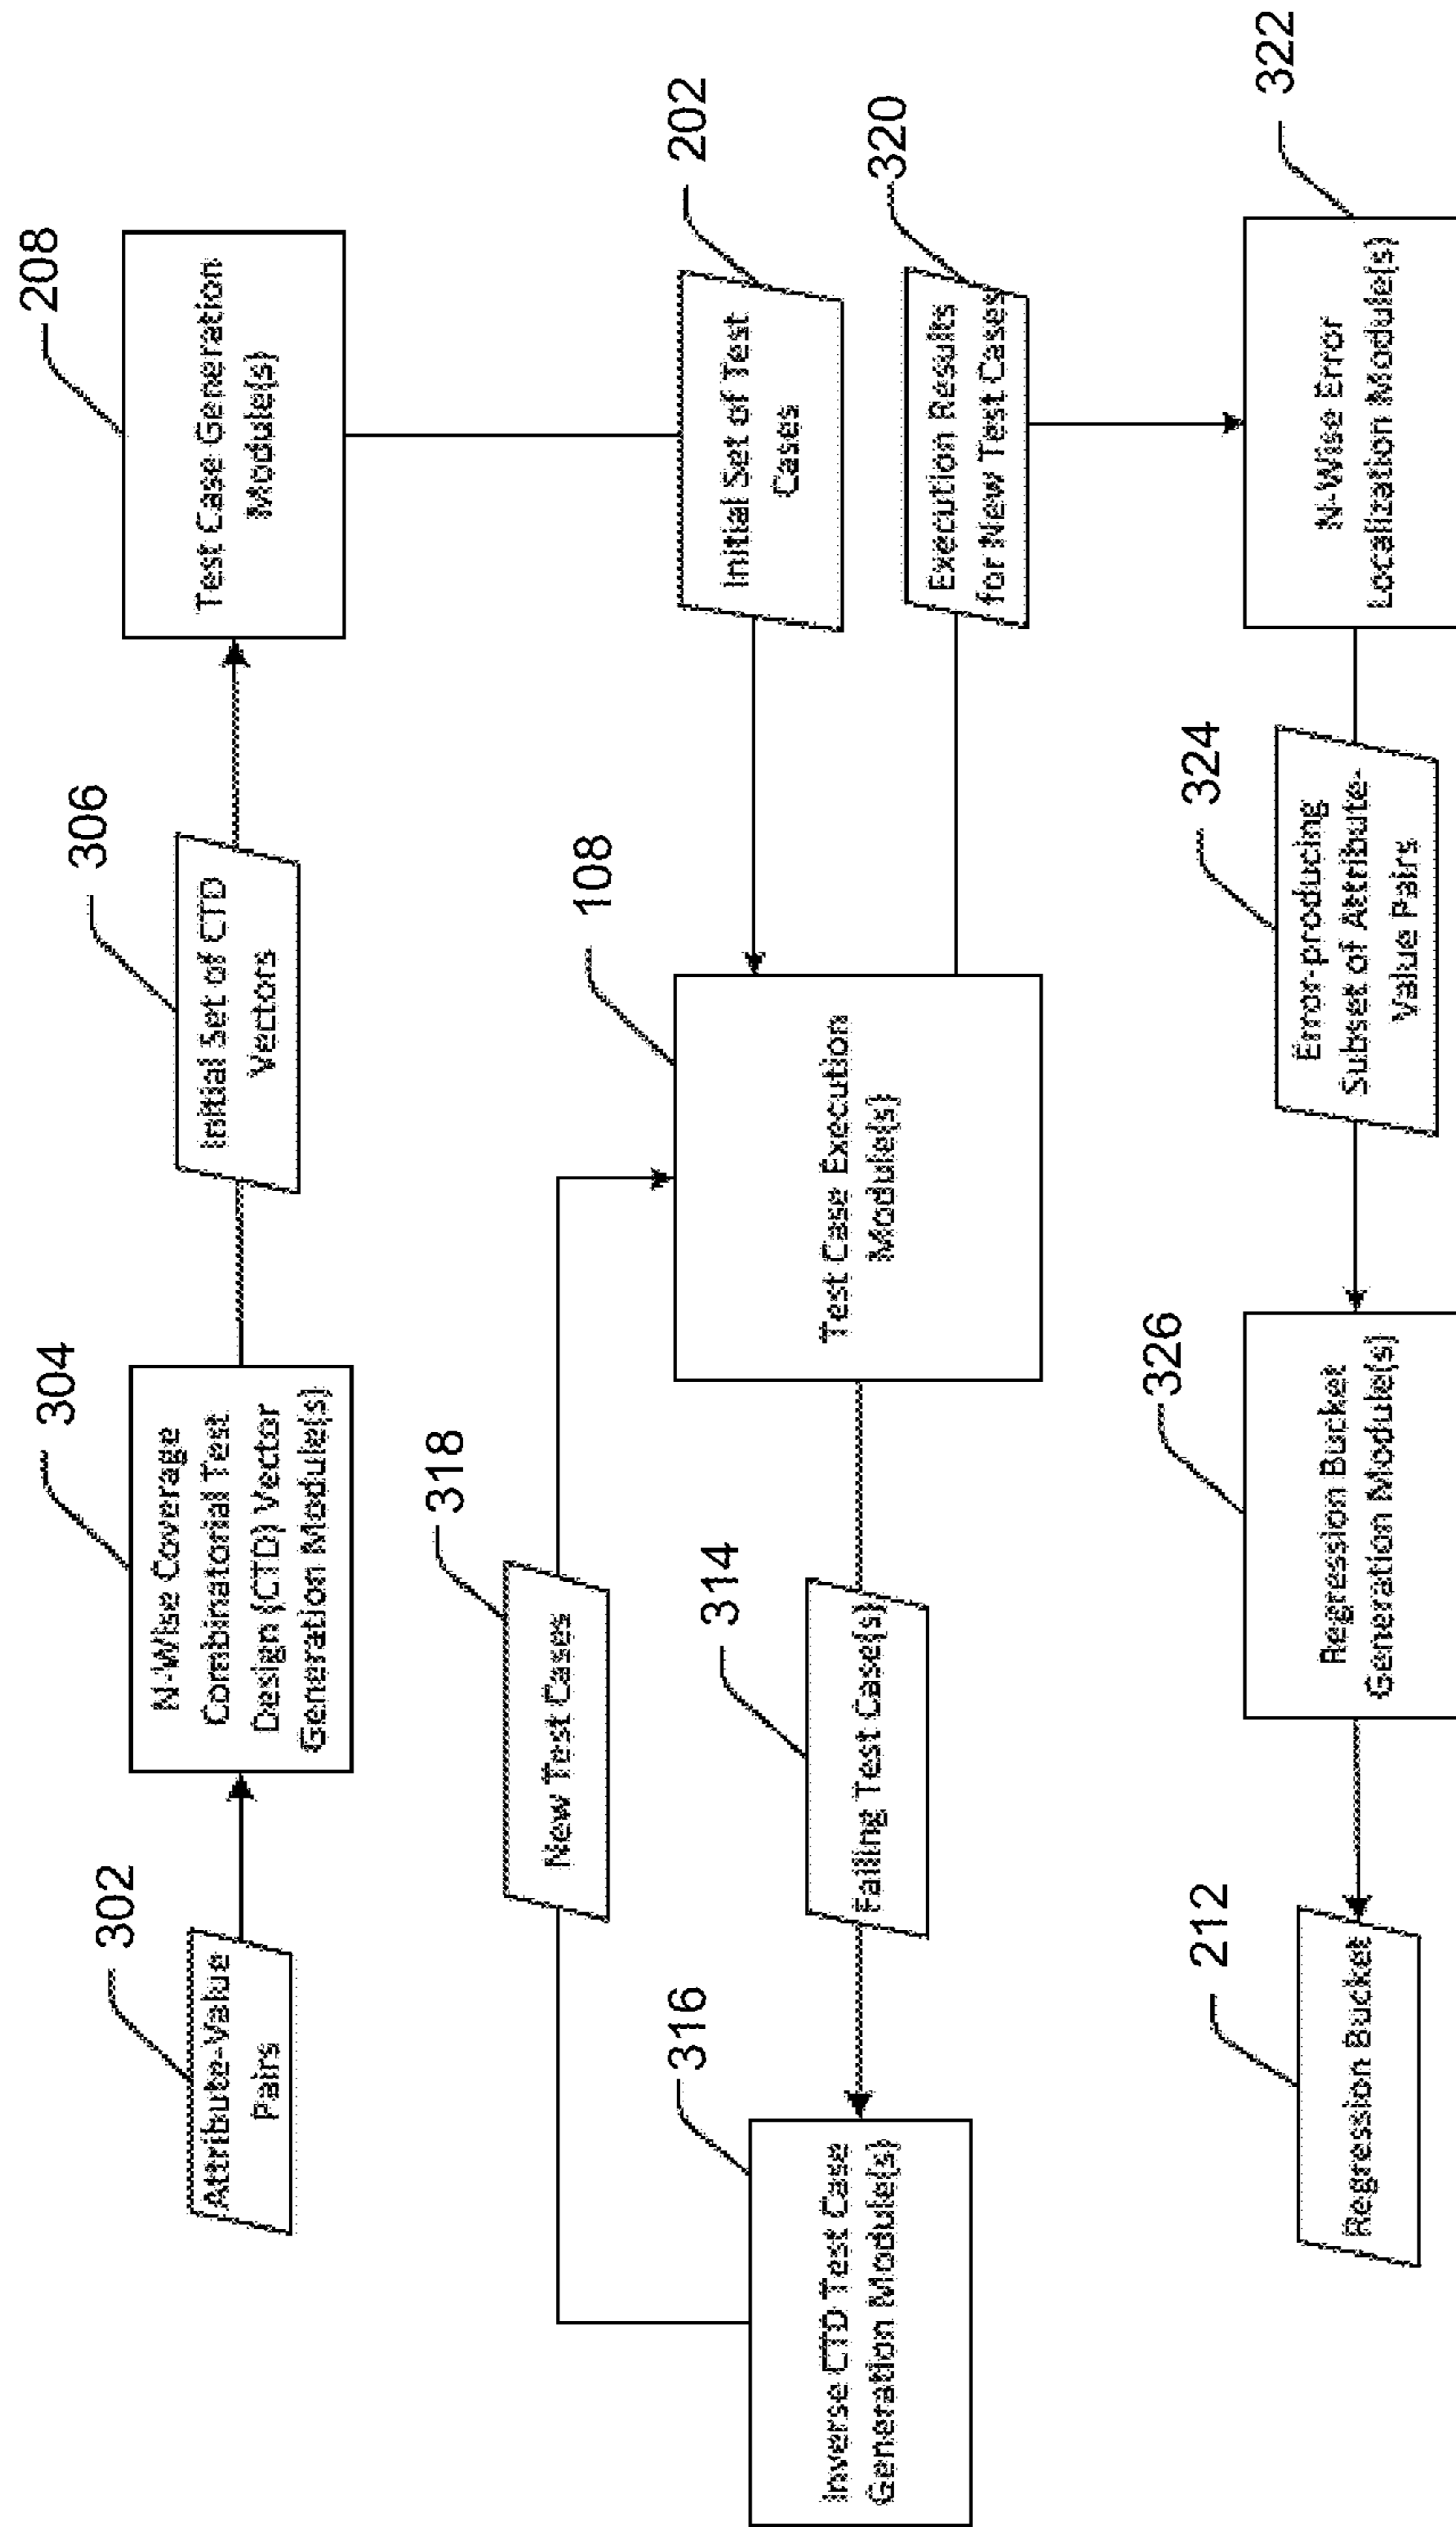 302
Attribute-Value
Pairs
304
N-Wise Coverage
Combinatorial Test
Design (CTD) Vector
Generation Module(s)
306
Initial Set of CTD
Vectors
208
Test Case Generation
Module(s)
318
New Test Cases
202
Initial Set of Test
Cases
316
Inverse CTD Test Case
Generation Module(s)
314
Failing Test Case(s)
108
Test Case Execution
Module(s)
320
Execution Results
for New Test Cases
212
Regression Bucket
326
Regression Bucket
Generation Module(s)
324
Error-producing
Subset of Attribute-
Value Pairs
322
N-Wise Error
Localization Module(s)